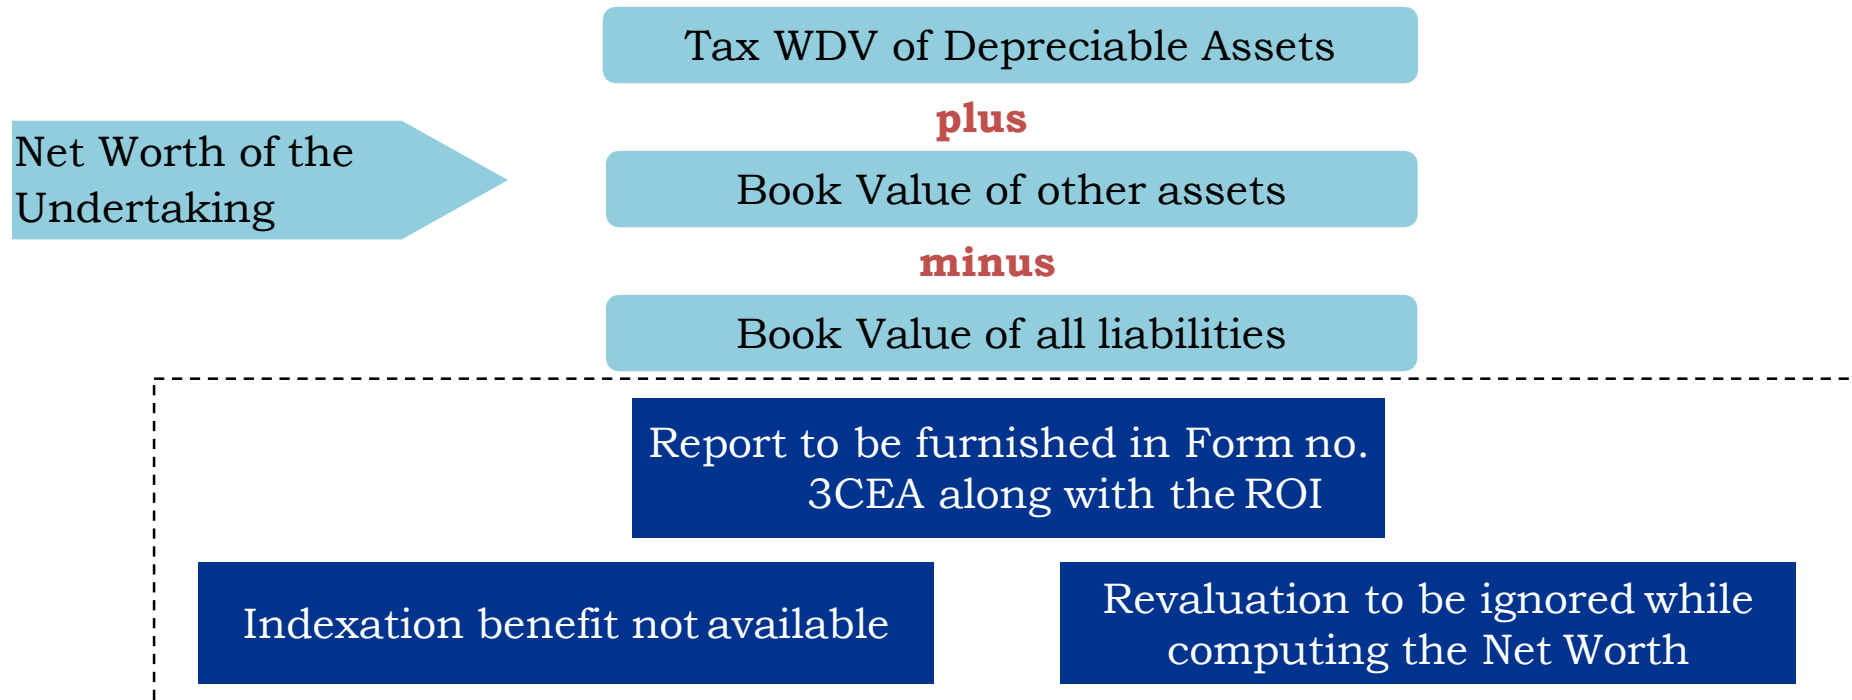 Tax WDV of Depreciable Assets
plus
Net Worth of the
Undertaking
Book Value of other assets
minus
Book Value of all liabilities
Report to be furnished in Form no.
3CEA along with the ROI
Indexation benefit not available
Revaluation to be ignored while
computing the Net Worth